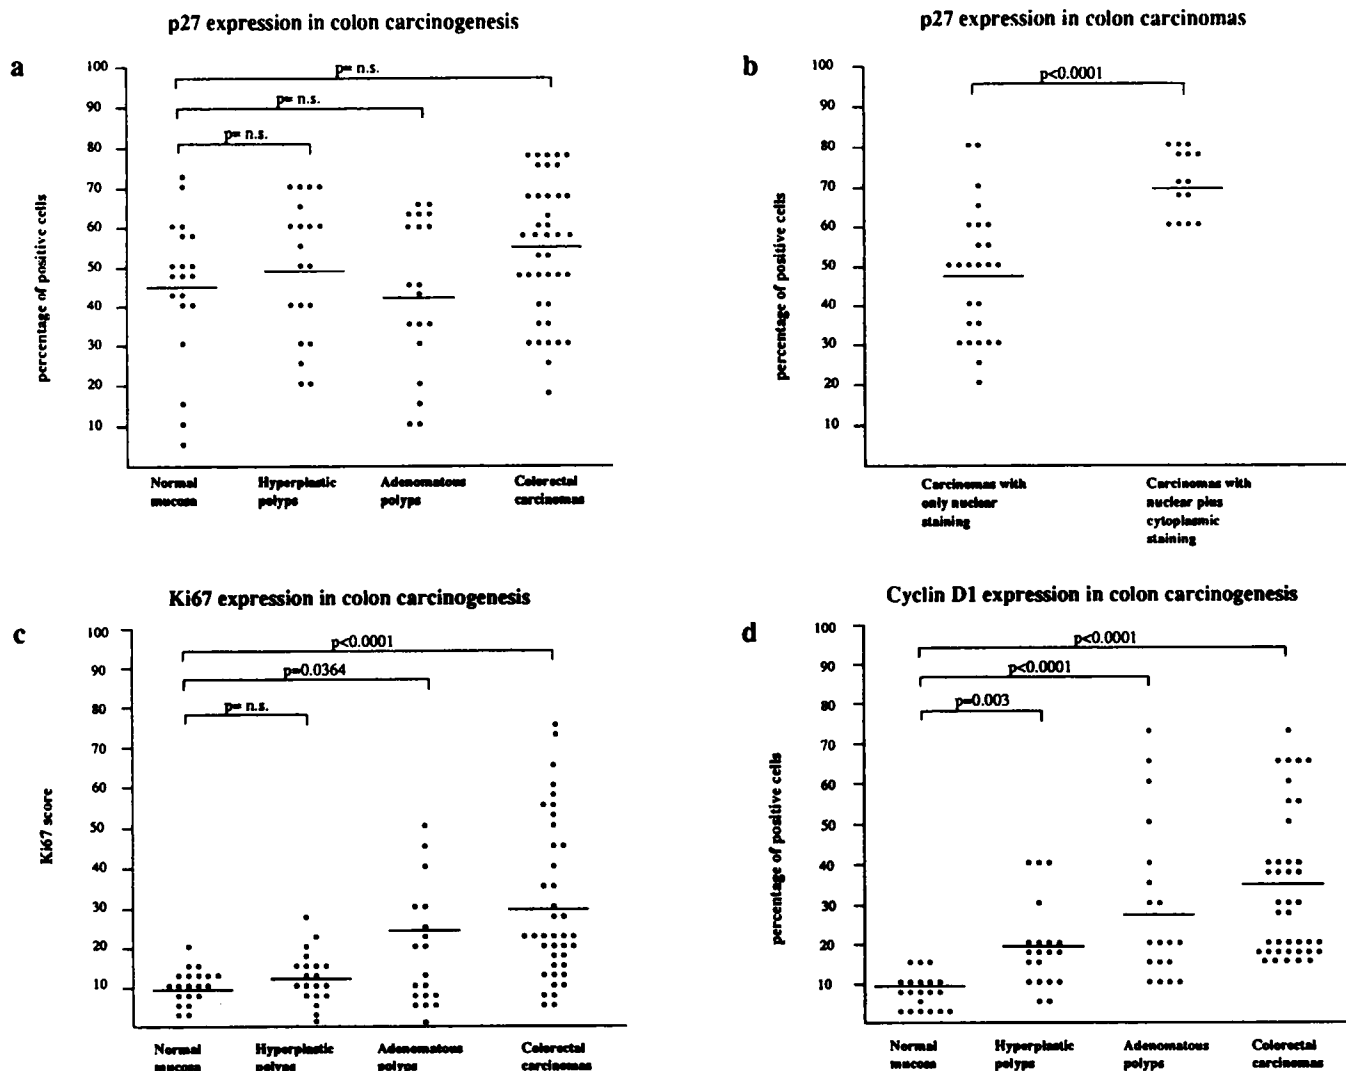 p27 expression in colon carcinogenesis
a
100
90
80
70
60
50
40
30
20
10
percentage of positive cells
p= n.s.
p= n.s.
p= n.s.
Normal mucosa
Hyperplastic polyps
Adenomatous polyps
Colorectal carcinomas
p27 expression in colon carcinomas
b
100
90
80
70
60
50
40
30
20
10
percentage of positive cells
p<0.0001
Carcinomas with only nuclear staining
Carcinomas with nuclear plus cytoplasmic staining
Ki67 expression in colon carcinogenesis
c
100
90
80
70
60
50
40
30
20
10
Ki67 score
p<0.0001
p=0.0364
p= n.s.
Normal mucosa
Hyperplastic polyps
Adenomatous polyps
Colorectal carcinomas
Cyclin D1 expression in colon carcinogenesis
d
100
90
80
70
60
50
40
30
20
10
percentage of positive cells
p<0.0001
p<0.0001
p=0.003
Normal mucosa
Hyperplastic polyps
Adenomatous polyps
Colorectal carcinomas